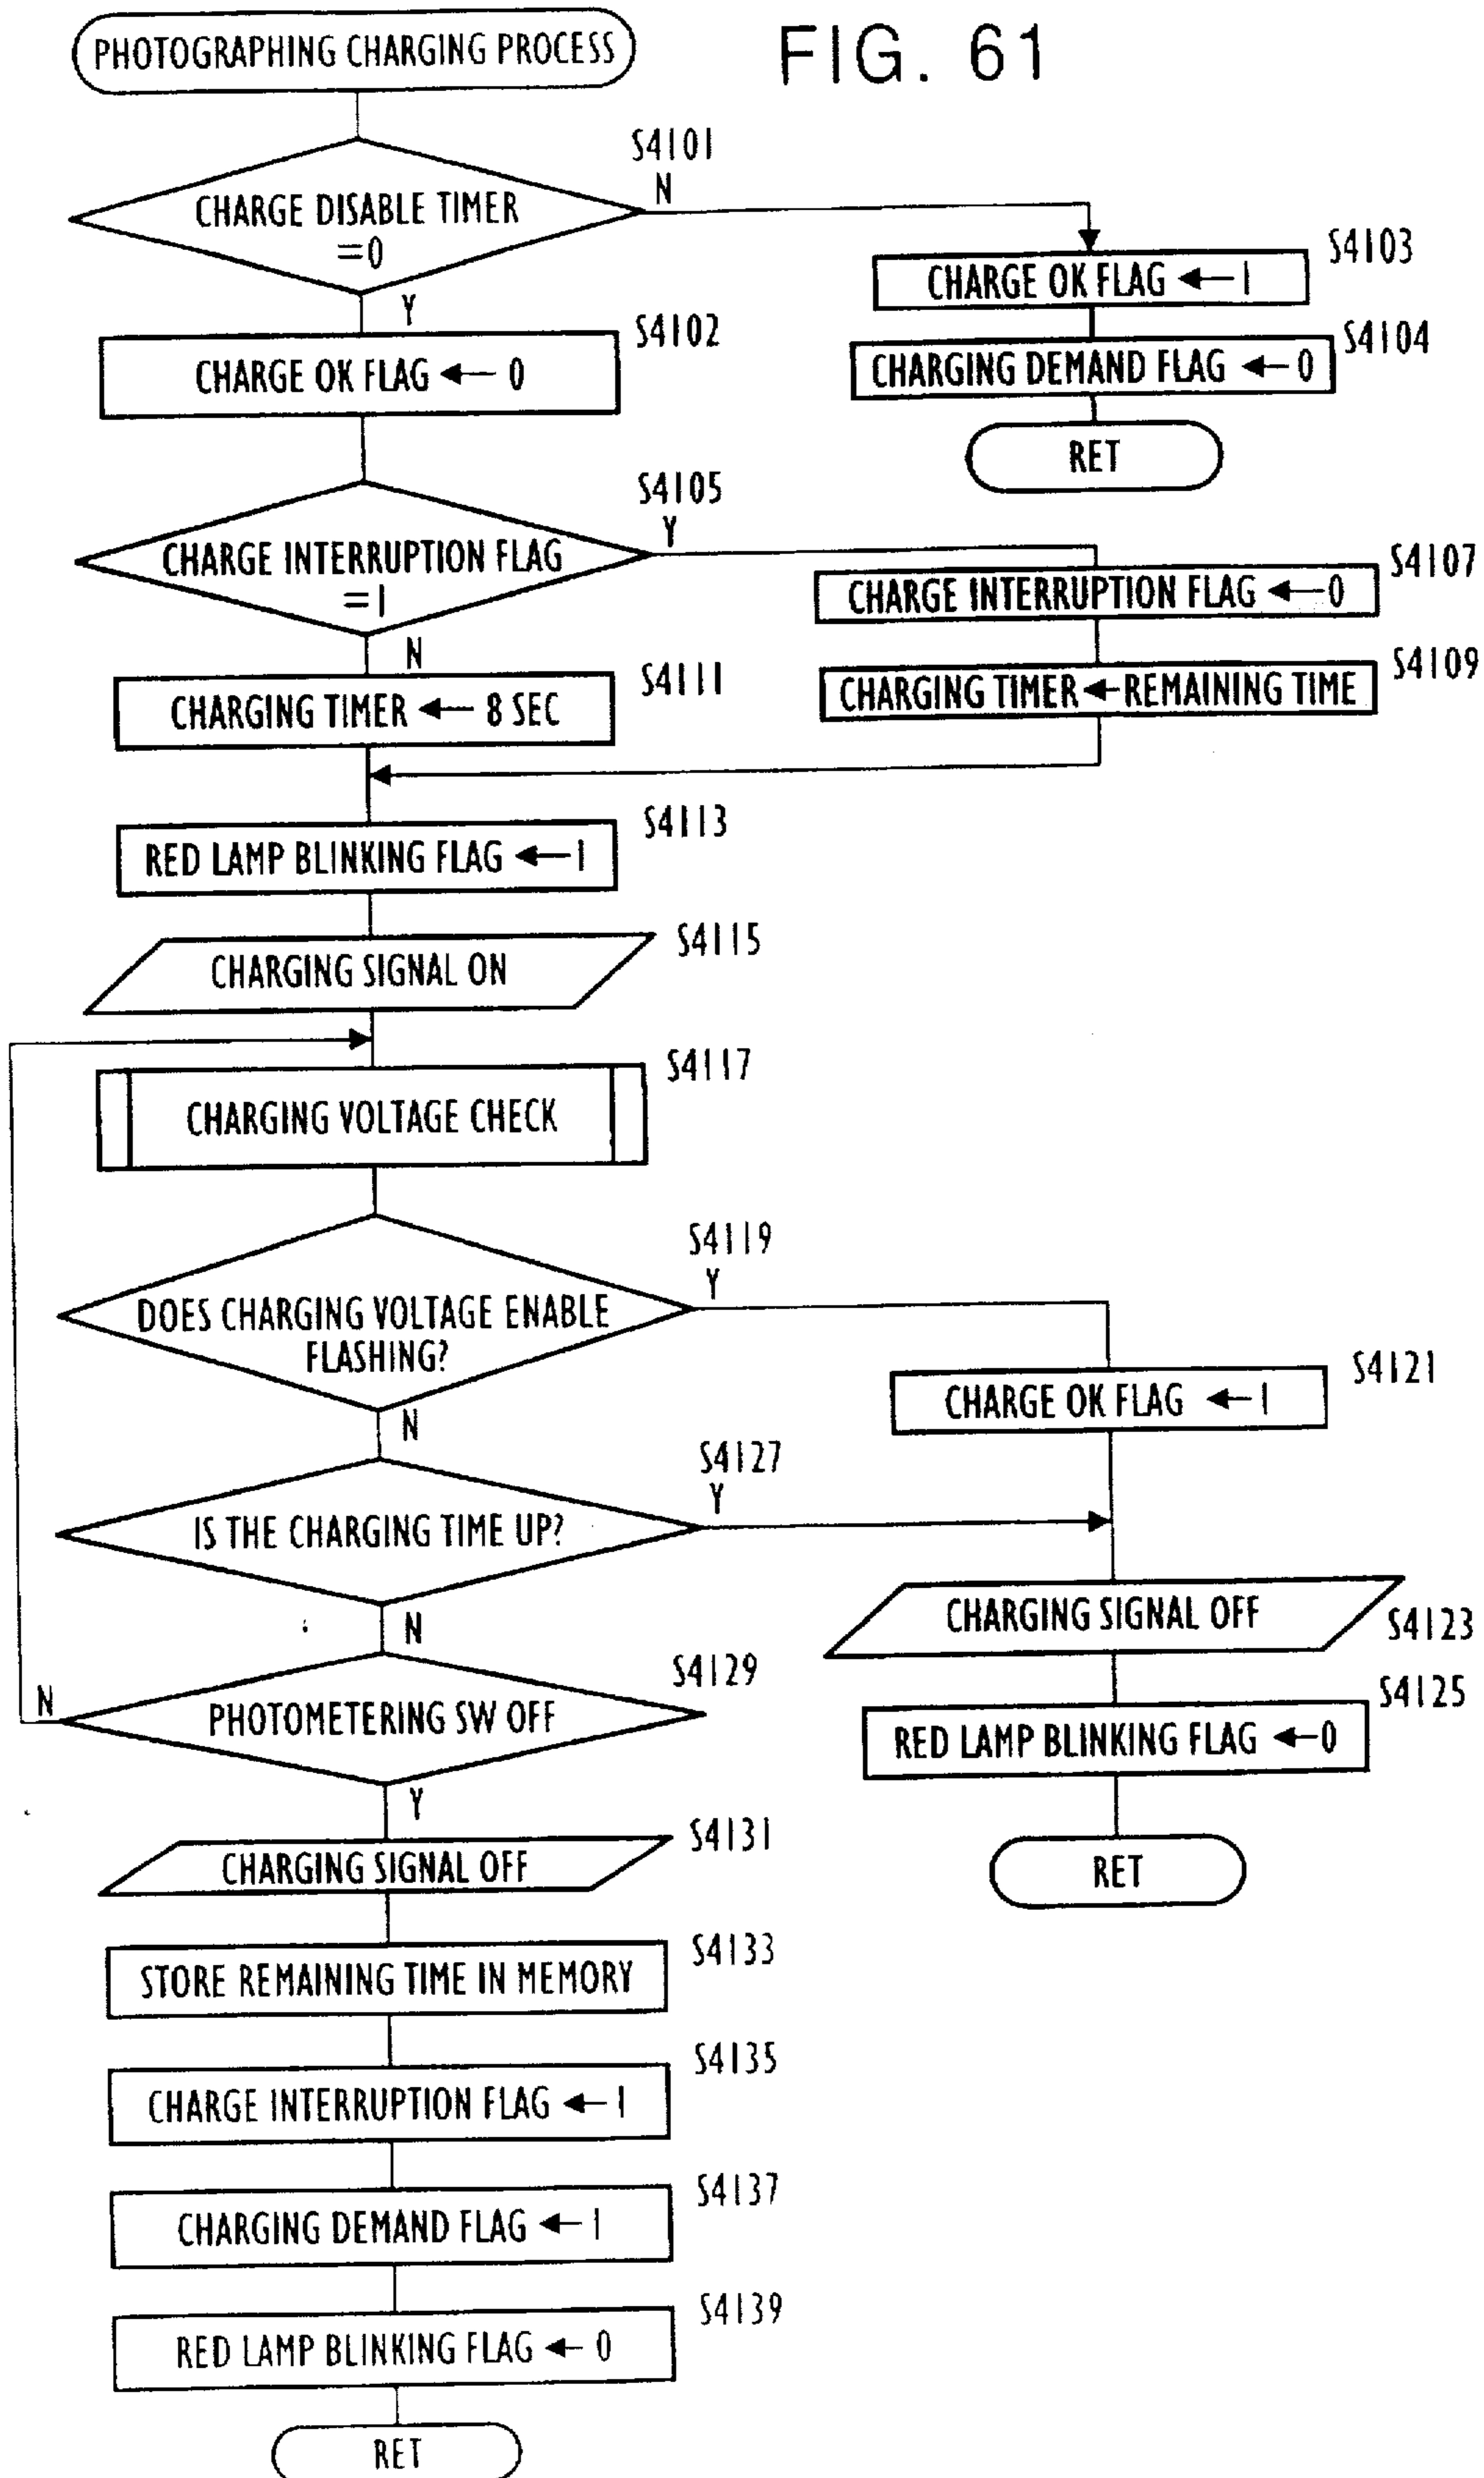 FIG. 61
PHOTOGRAPHING CHARGING PROCESS
S4101
CHARGE DISABLE TIMER
=0
N
Y
S4103
CHARGE OK FLAG ←1
S4104
CHARGING DEMAND FLAG ←0
RET
S4102
CHARGE OK FLAG ← 0
S4105
CHARGE INTERRUPTION FLAG
=1
Y
N
S4107
CHARGE INTERRUPTION FLAG ←0
S4109
CHARGING TIMER←REMAINING TIME
S4111
CHARGING TIMER ← 8 SEC
S4113
RED LAMP BLINKING FLAG ←1
S4115
CHARGING SIGNAL ON
S4117
CHARGING VOLTAGE CHECK
S4119
DOES CHARGING VOLTAGE ENABLE
FLASHING?
Y
N
S4121
CHARGE OK FLAG ←1
S4127
IS THE CHARGING TIME UP?
Y
N
S4123
CHARGING SIGNAL OFF
S4125
RED LAMP BLINKING FLAG ←0
RET
S4129
PHOTOMETERING SW OFF
N
Y
S4131
CHARGING SIGNAL OFF
S4133
STORE REMAINING TIME IN MEMORY
S4135
CHARGE INTERRUPTION FLAG ←1
S4137
CHARGING DEMAND FLAG ←1
S4139
RED LAMP BLINKING FLAG ← 0
RET